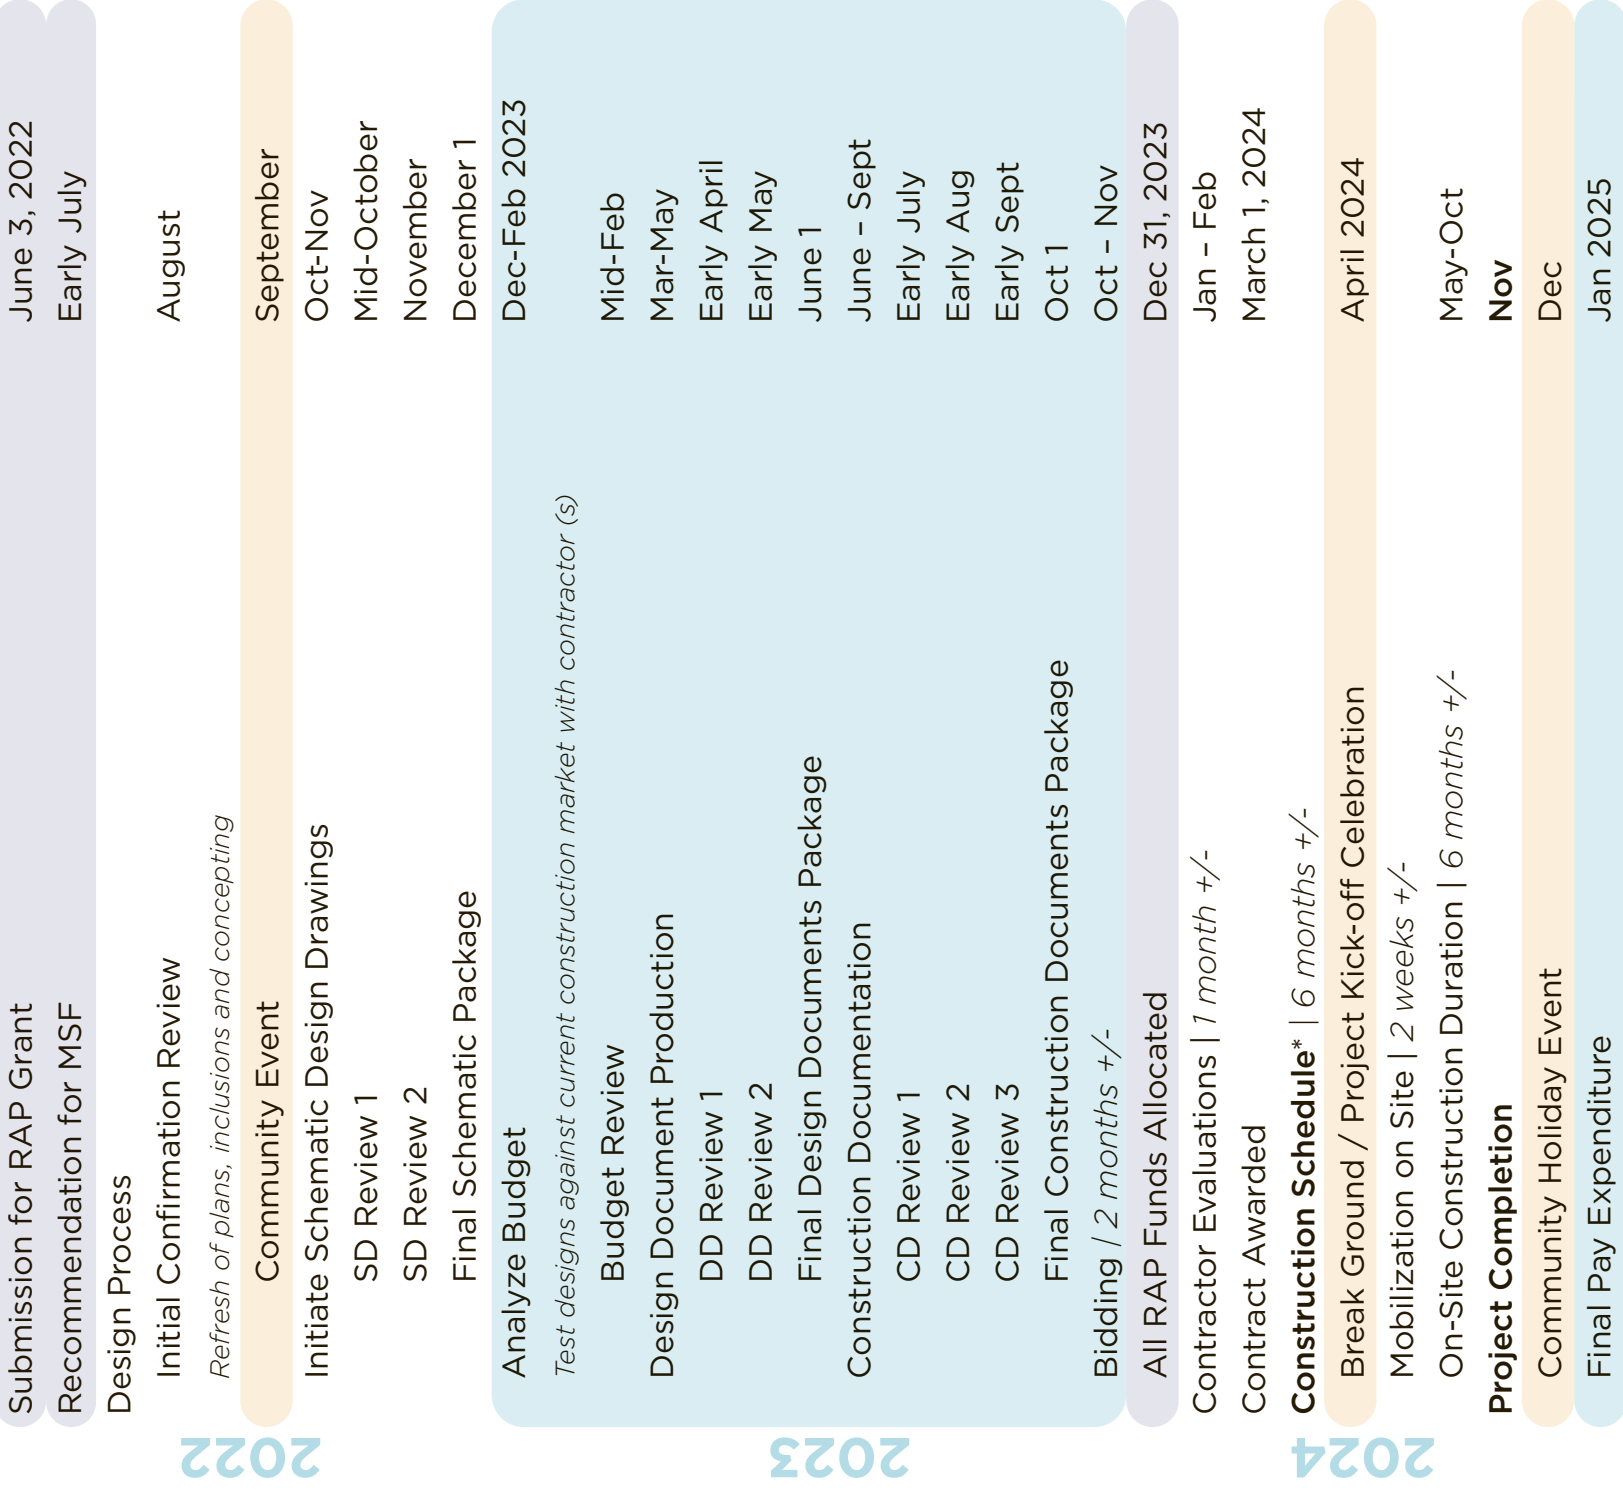 2022
Submission for RAP Grant June 3, 2022
Recommendation for MSF Early July
Design Process
Initial Confirmation Review August
Refresh of plans, inclusions and concepting
Community Event September
Initiate Schematic Design Drawings Oct-Nov
SD Review 1 Mid-October
SD Review 2 November
Final Schematic Package December 1
2023
Analyze Budget Dec-Feb 2023
Test designs against current construction market with contractor (s)
Budget Review Mid-Feb
Design Document Production Mar-May
DD Review 1 Early April
DD Review 2 Early May
Final Design Documents Package June 1
Construction Documentation June – Sept
CD Review 1 Early July
CD Review 2 Early Aug
CD Review 3 Early Sept
Final Construction Documents Package Oct 1
Bidding | 2 months +/- Oct – Nov
All RAP Funds Allocated Dec 31, 2023
2024
Contractor Evaluations | 1 month +/- Jan – Feb
Contract Awarded March 1, 2024
Construction Schedule* | 6 months +/-
Break Ground / Project Kick-off Celebration April 2024
Mobilization on Site | 2 weeks +/-
On-Site Construction Duration | 6 months +/- May-Oct
Project Completion Nov
Community Holiday Event Dec
Final Pay Expenditure Jan 2025